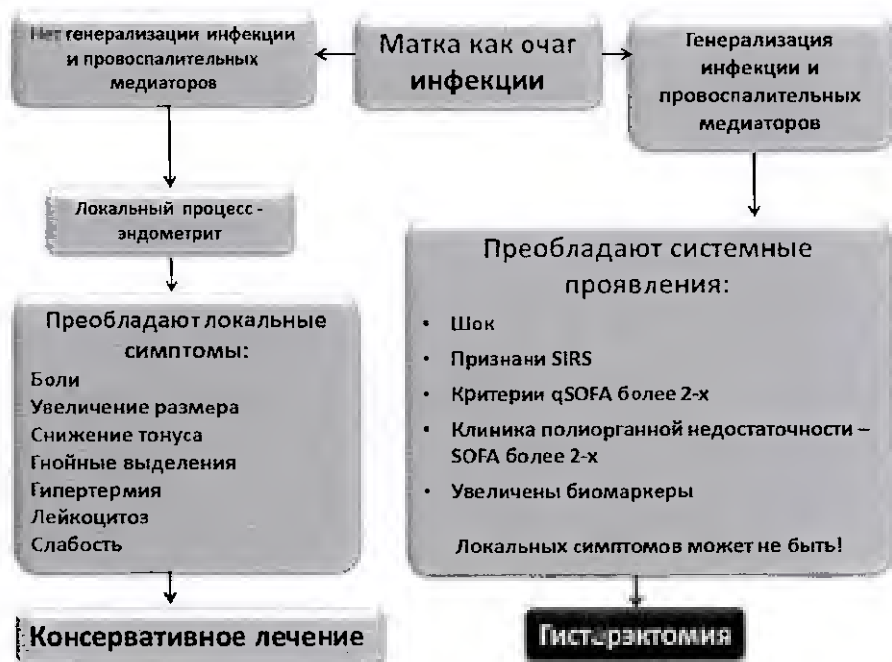 Матка как очаг
инфекции
Нет генерализации инфекции
и провоспалительных
медиаторов
Генерализация
инфекции и
провоспалительных
медиаторов
Локальный процесс -
эндометрит
Преобладают локальные
симптомы:
Боли
Увеличение размера
Снижение тонуса
Гнойные выделения
Гипертермия
Лейкоцитоз
Слабость
Консервативное лечение
Преобладают системные
проявления:
• Шок
• Признани SIRS
• Критерии qSOFA более 2-х
• Клиника полиорганной недостаточности –
SOFA более 2-х
• Увеличены биомаркеры
Локальных симптомов может не быть!
Гистерэктомия